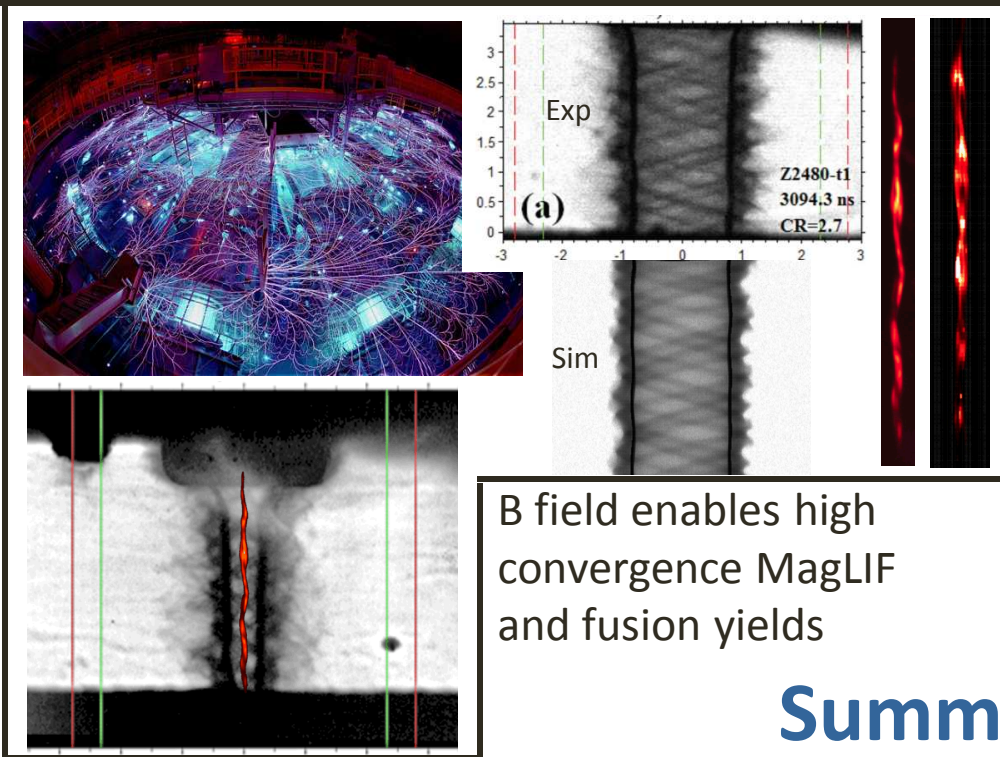 3
2.5
Exp
2
1.5
1
Z2480-t1
0.5
(a)
3094.3 ns
0
CR=2.7
-3
-2
-1
0
1
2
3
Sim
B field enables high
convergence MagLIF
and fusion yields
Summ